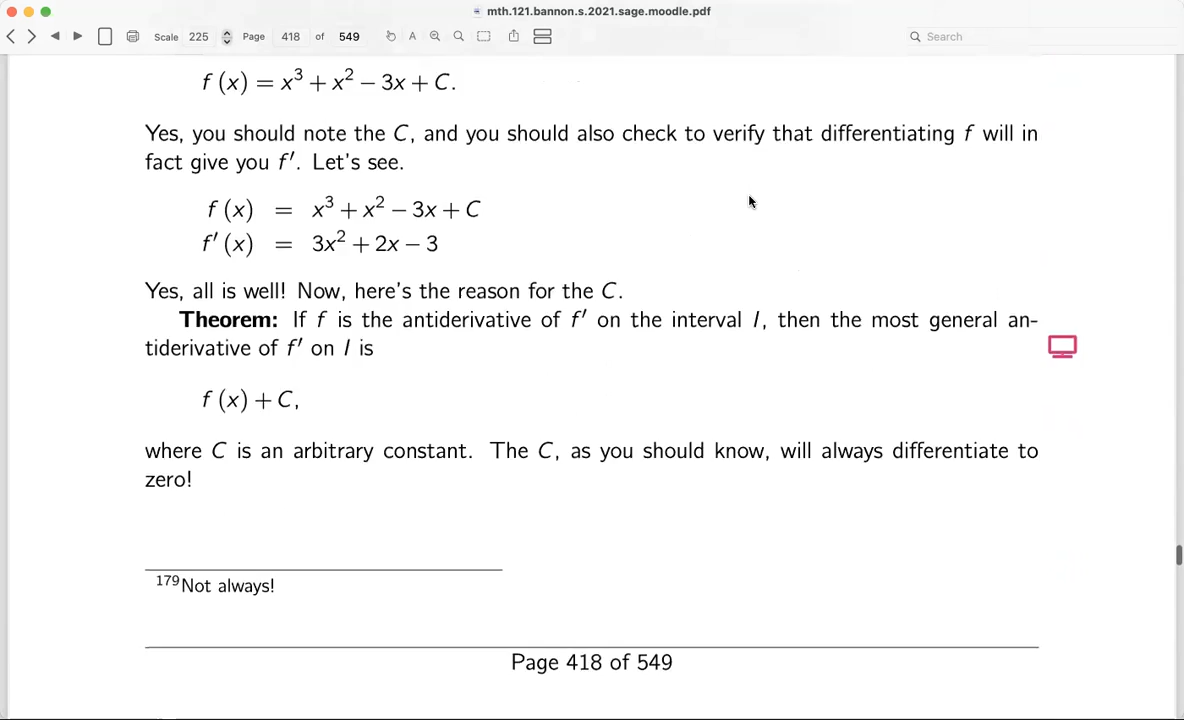 mth.121.bannon.s.2021.sage.moodle.pdf
Scale 225 Page 418 of 549 A Search
f (x) = x³ + x² − 3x + C.
Yes, you should note the C, and you should also check to verify that differentiating f will in
fact give you f′. Let's see.
f (x) = x³ + x² − 3x + C
f′ (x) = 3x² + 2x − 3
Yes, all is well! Now, here's the reason for the C.
Theorem: If f is the antiderivative of f′ on the interval I, then the most general an-
tiderivative of f′ on I is
f (x) + C,
where C is an arbitrary constant. The C, as you should know, will always differentiate to
zero!
¹⁷⁹Not always!
Page 418 of 549